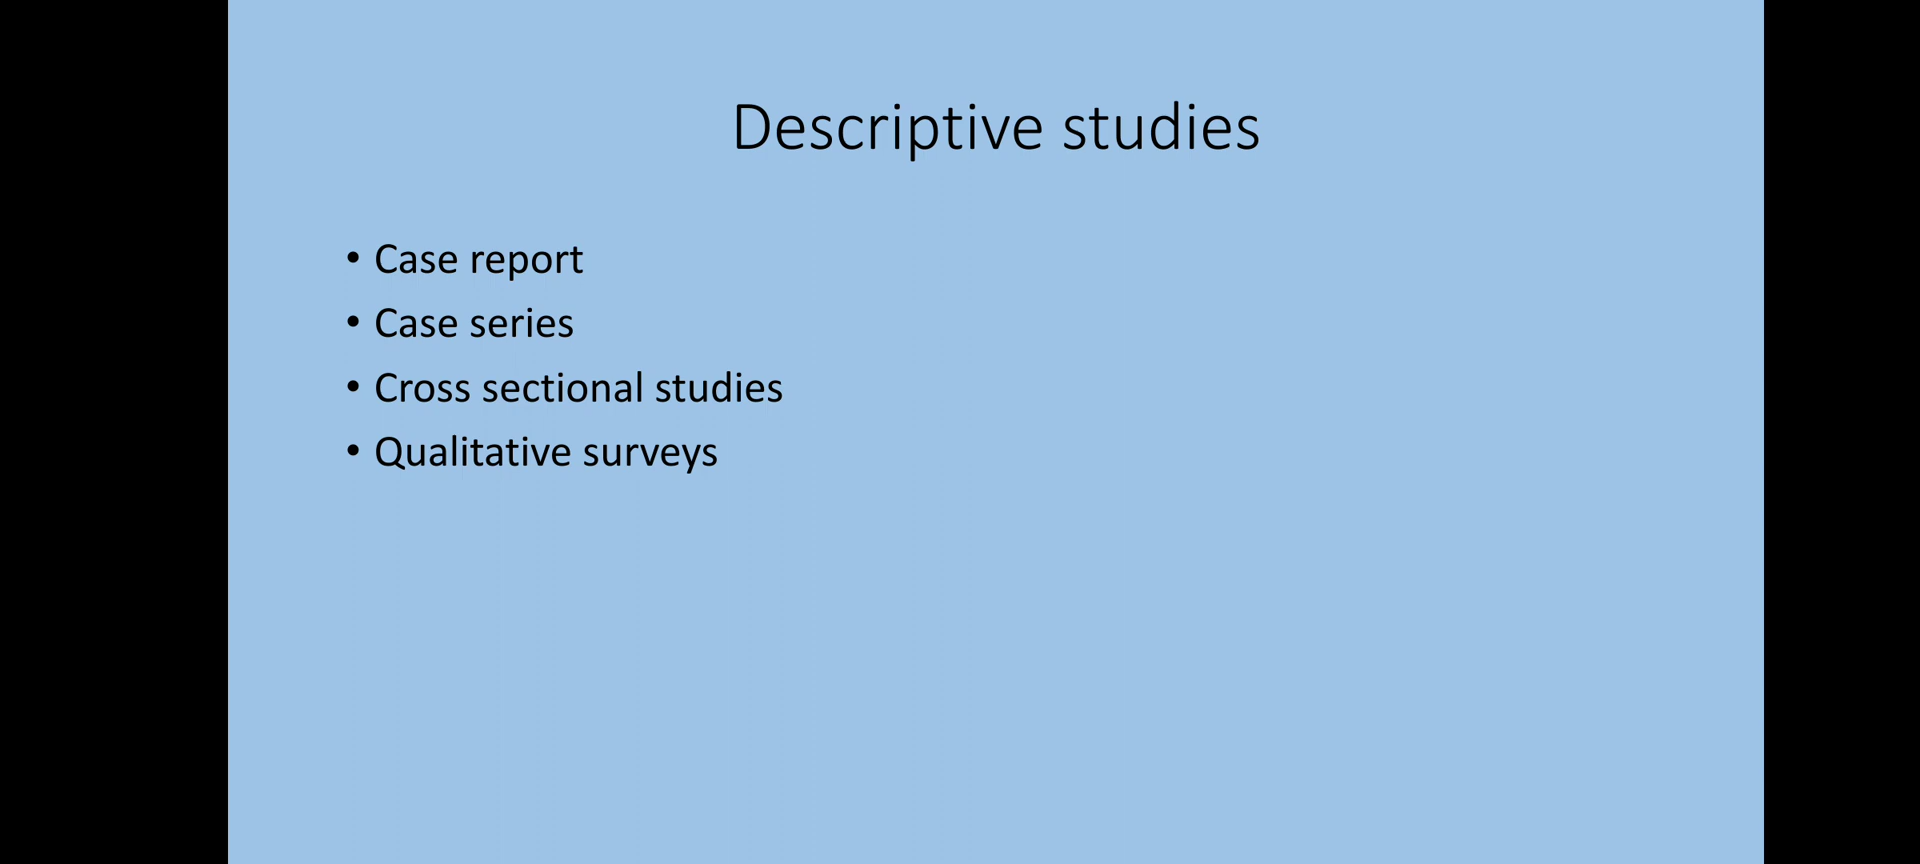 Descriptive studies
• Case report
• Case series
• Cross sectional studies
• Qualitative surveys